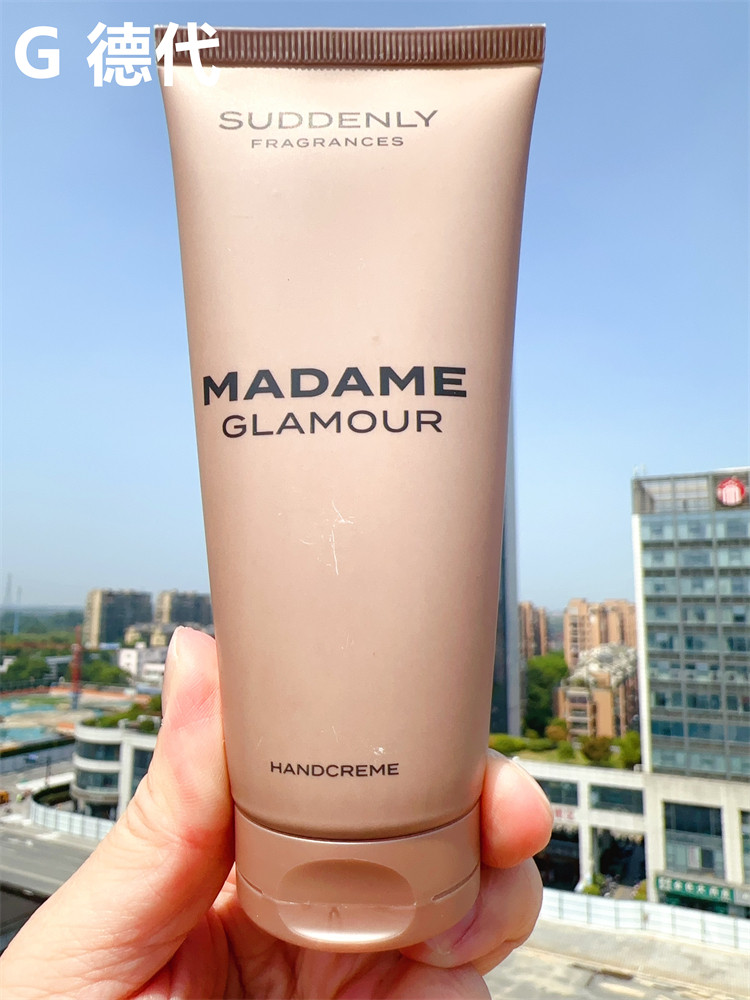 G 德代
SUDDENLY
FRAGRANCES
MADAME
GLAMOUR
HANDCREME